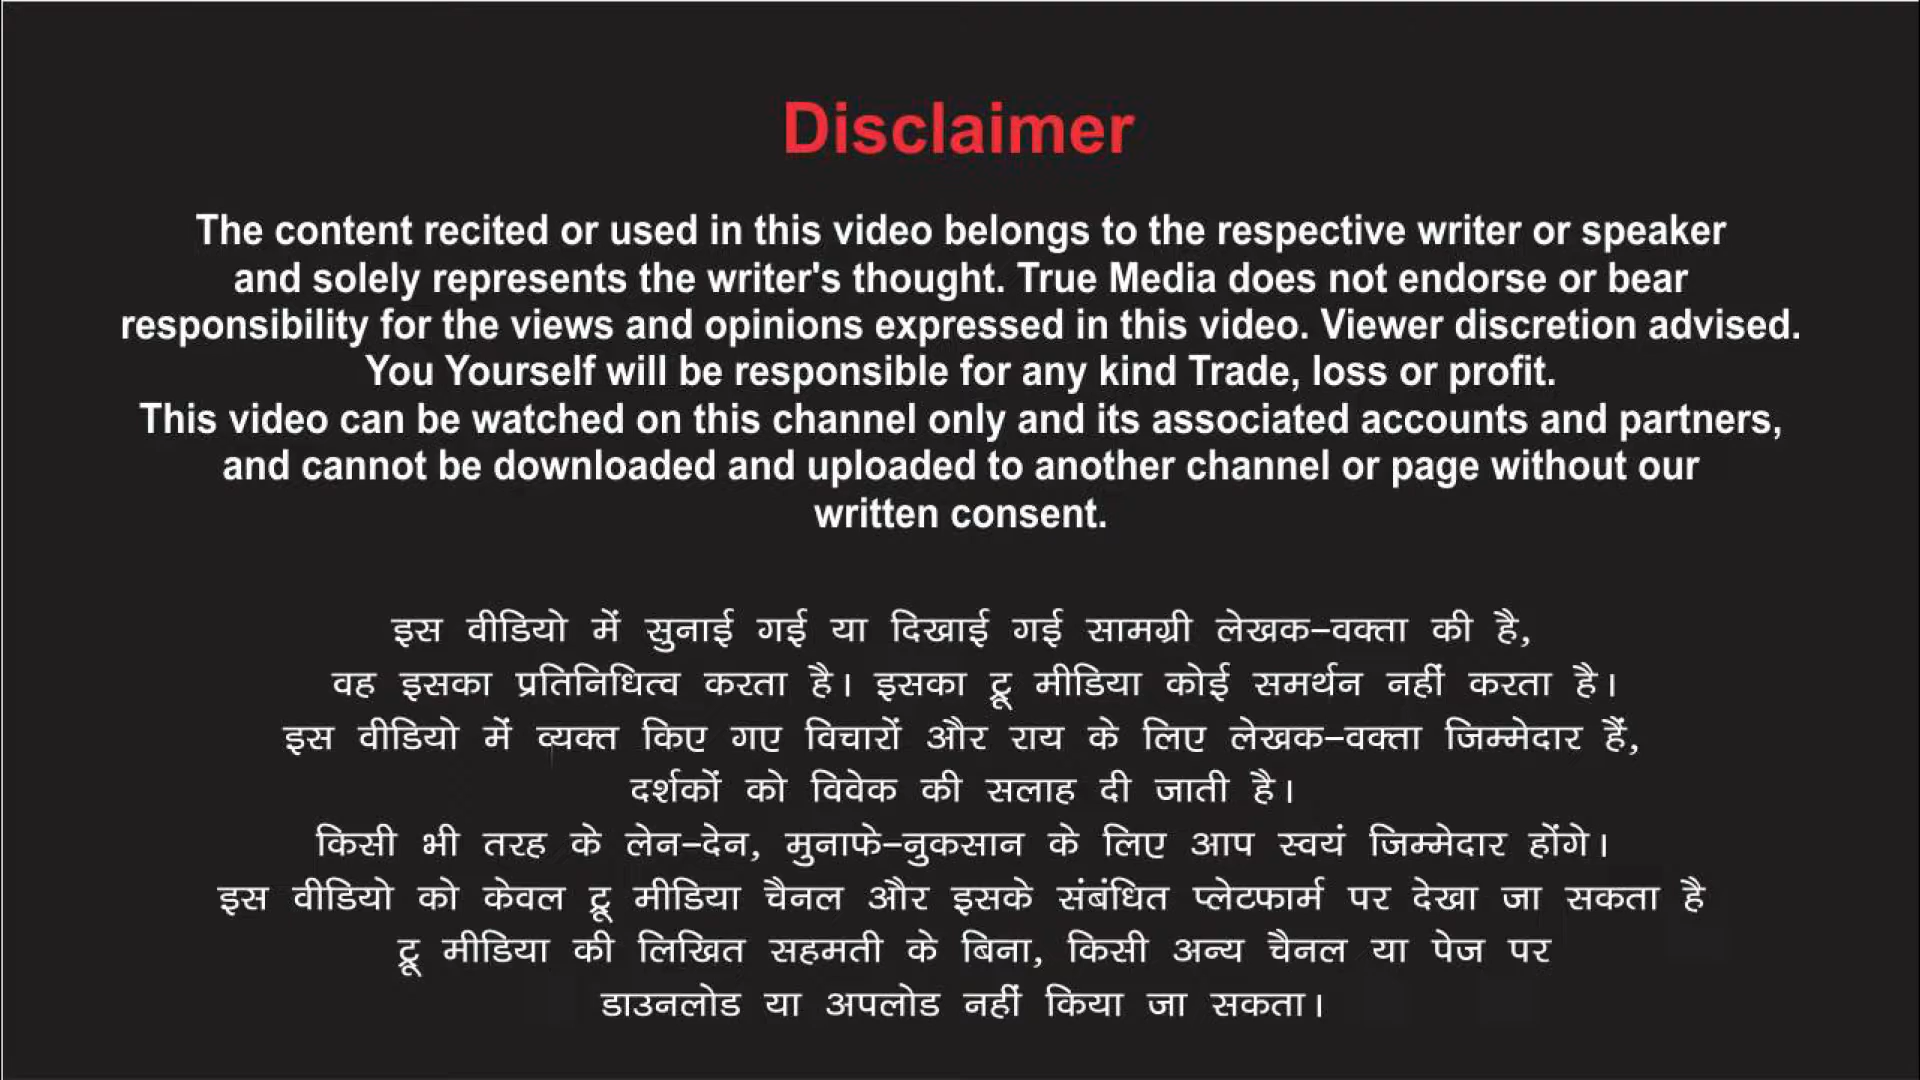 Disclaimer
The content recited or used in this video belongs to the respective writer or speaker
and solely represents the writer's thought. True Media does not endorse or bear
responsibility for the views and opinions expressed in this video. Viewer discretion advised.
You Yourself will be responsible for any kind Trade, loss or profit.
This video can be watched on this channel only and its associated accounts and partners,
and cannot be downloaded and uploaded to another channel or page without our
written consent.
इस वीडियो में सुनाई गई या दिखाई गई सामग्री लेखक–वक्ता की है,
वह इसका प्रतिनिधित्व करता है। इसका ट्रू मीडिया कोई समर्थन नहीं करता है।
इस वीडियो में व्यक्त किए गए विचारों और राय के लिए लेखक–वक्ता जिम्मेदार हैं,
दर्शकों को विवेक की सलाह दी जाती है।
किसी भी तरह के लेन–देन, मुनाफे–नुकसान के लिए आप स्वयं जिम्मेदार होंगे।
इस वीडियो को केवल ट्रू मीडिया चैनल और इसके संबंधित प्लेटफार्म पर देखा जा सकता है
ट्रू मीडिया की लिखित सहमती के बिना, किसी अन्य चैनल या पेज पर
डाउनलोड या अपलोड नहीं किया जा सकता।